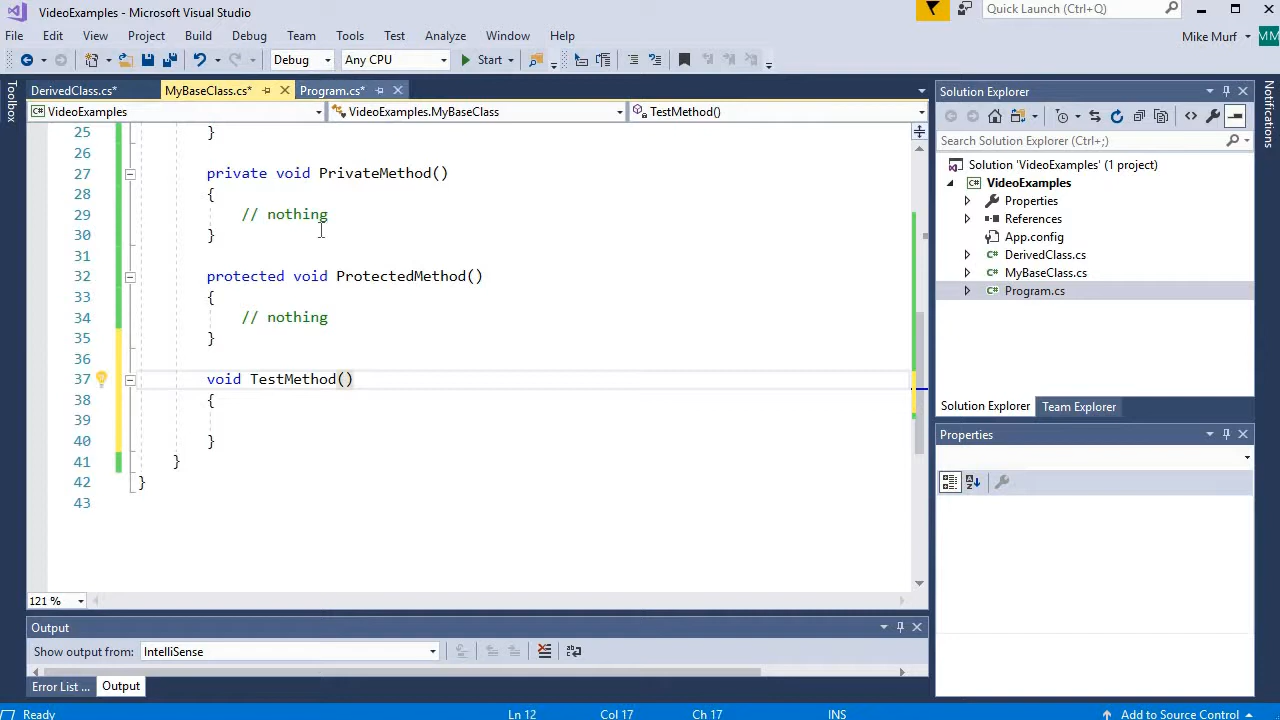 VideoExamples - Microsoft Visual Studio
Quick Launch (Ctrl+Q)
File Edit View Project Build Debug Team Tools Test Analyze Window Help
Mike Murf MM
Debug Any CPU Start
Toolbox
DerivedClass.cs* MyBaseClass.cs* Program.cs*
VideoExamples VideoExamples.MyBaseClass TestMethod()
25 }
26
27 private void PrivateMethod()
28 {
29 // nothing
30 }
31
32 protected void ProtectedMethod()
33 {
34 // nothing
35 }
36
37 void TestMethod()
38 {
39
40 }
41 }
42 }
43
121 %
Output
Show output from: IntelliSense
Error List ... Output
Solution Explorer
Search Solution Explorer (Ctrl+;)
Solution 'VideoExamples' (1 project)
C# VideoExamples
Properties
References
App.config
C# DerivedClass.cs
C# MyBaseClass.cs
C# Program.cs
Solution Explorer Team Explorer
Properties
Notifications
Ready Ln 12 Col 17 Ch 17 INS Add to Source Control